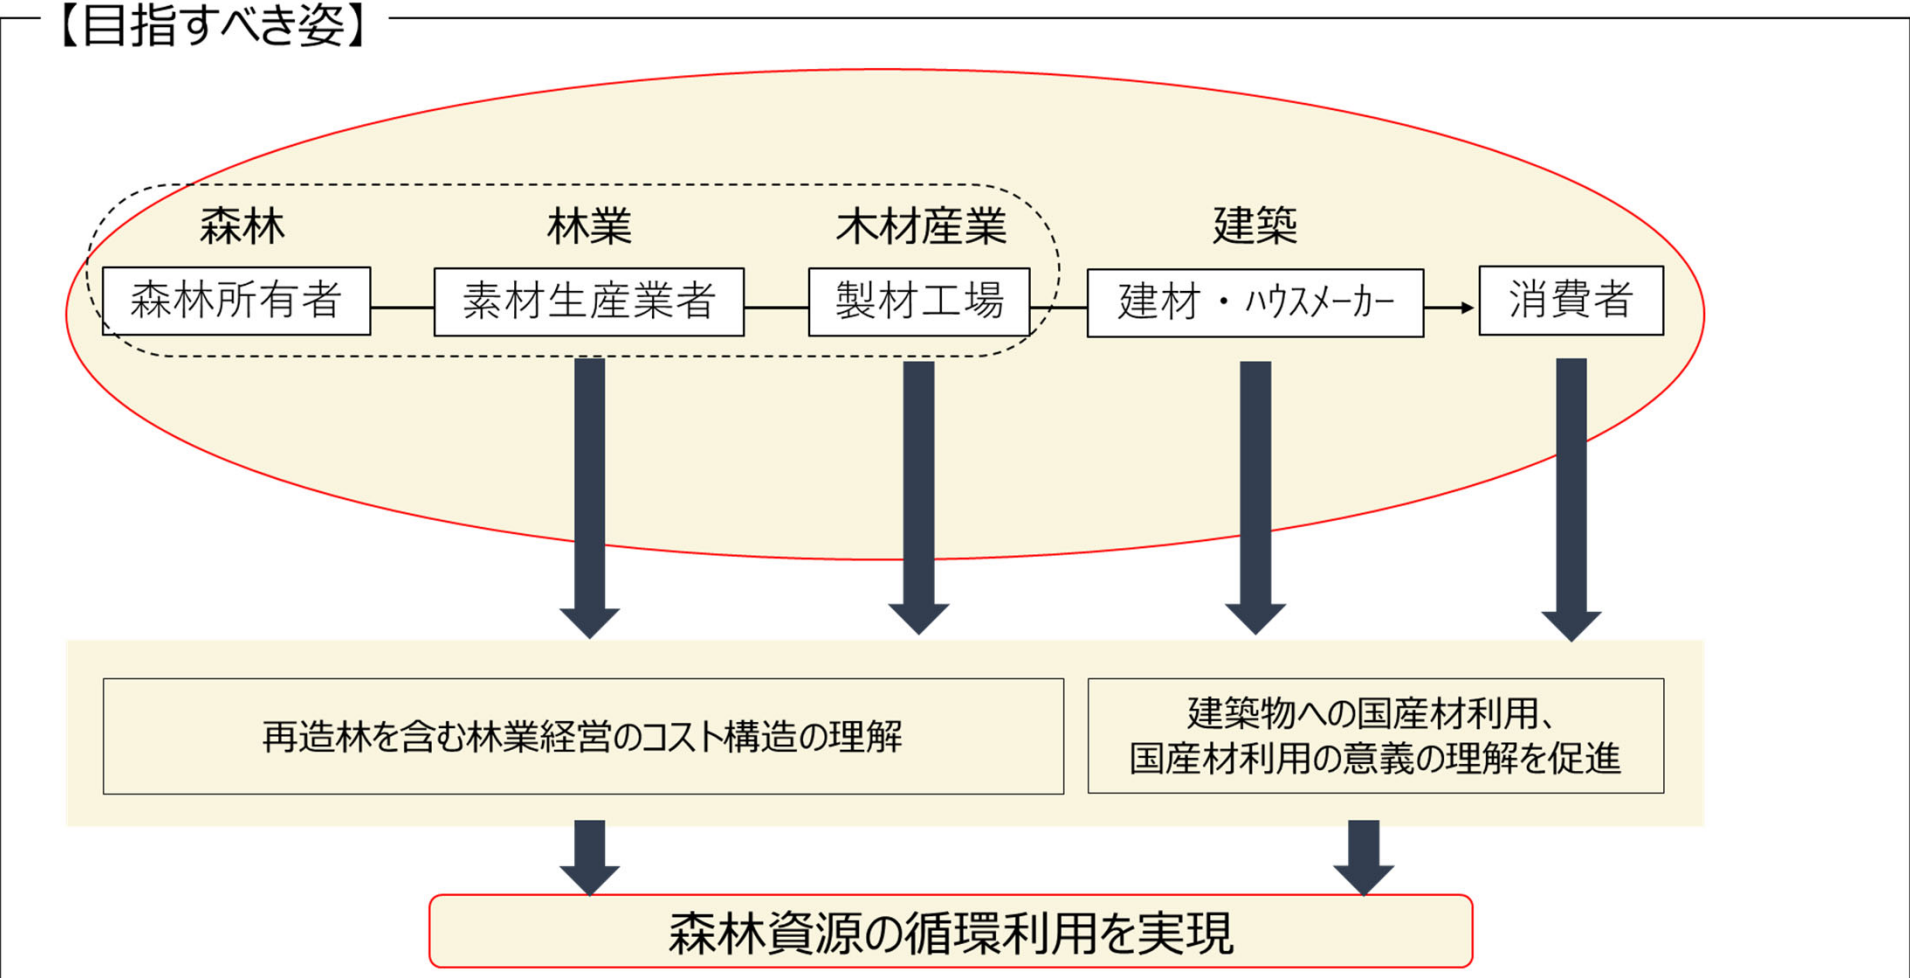 【目指すべき姿】
森林
林業
木材産業
建築
森林所有者
素材生産業者
製材工場
建材・ﾊｳｽﾒｰｶｰ
消費者
再造林を含む林業経営のコスト構造の理解
建築物への国産材利用、
国産材利用の意義の理解を促進
森林資源の循環利用を実現